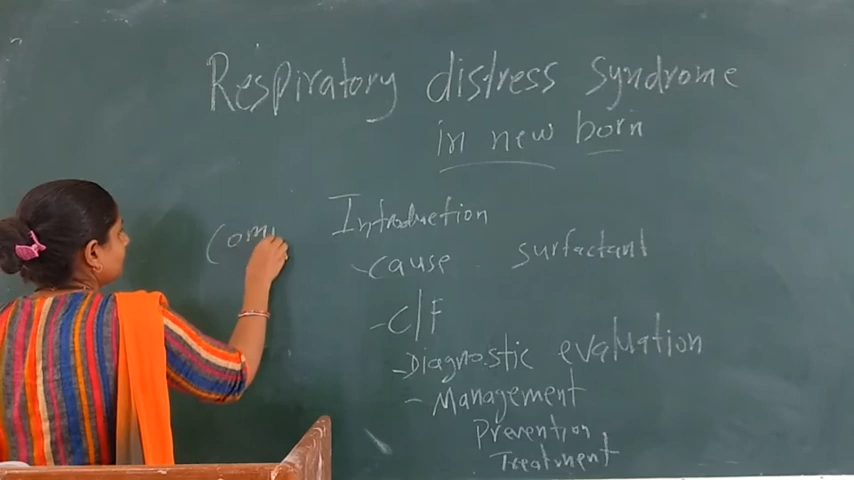 Respiratory distress syndrome
in new born
Introduction
- cause surfactant
- C/F
- Diagnostic evaluation
- Management
Prevention
Treatment